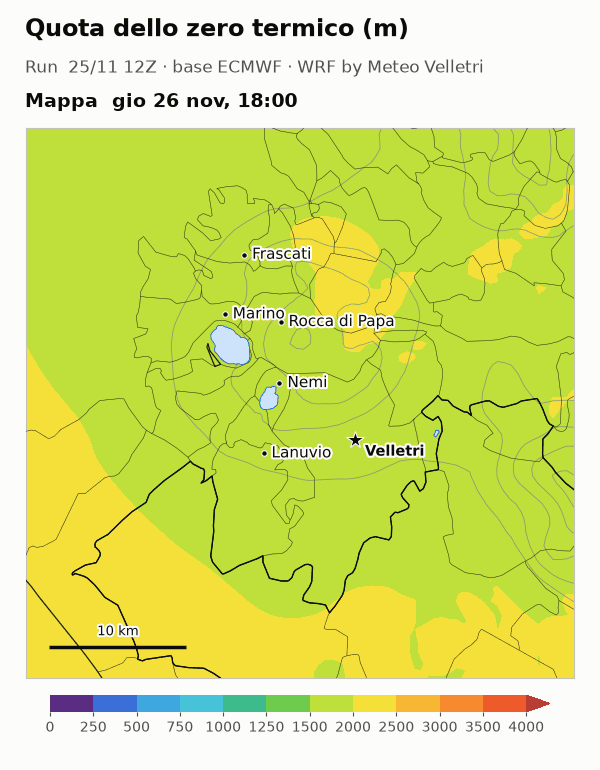 Quota dello zero termico (m)
Run  25/11 12Z · base ECMWF · WRF by Meteo Velletri
Mappa  gio 26 nov, 18:00
Frascati
Marino
Rocca di Papa
Nemi
Velletri
Lanuvio
10 km
0 250 500 750 1000 1250 1500 2000 2500 3000 3500 4000